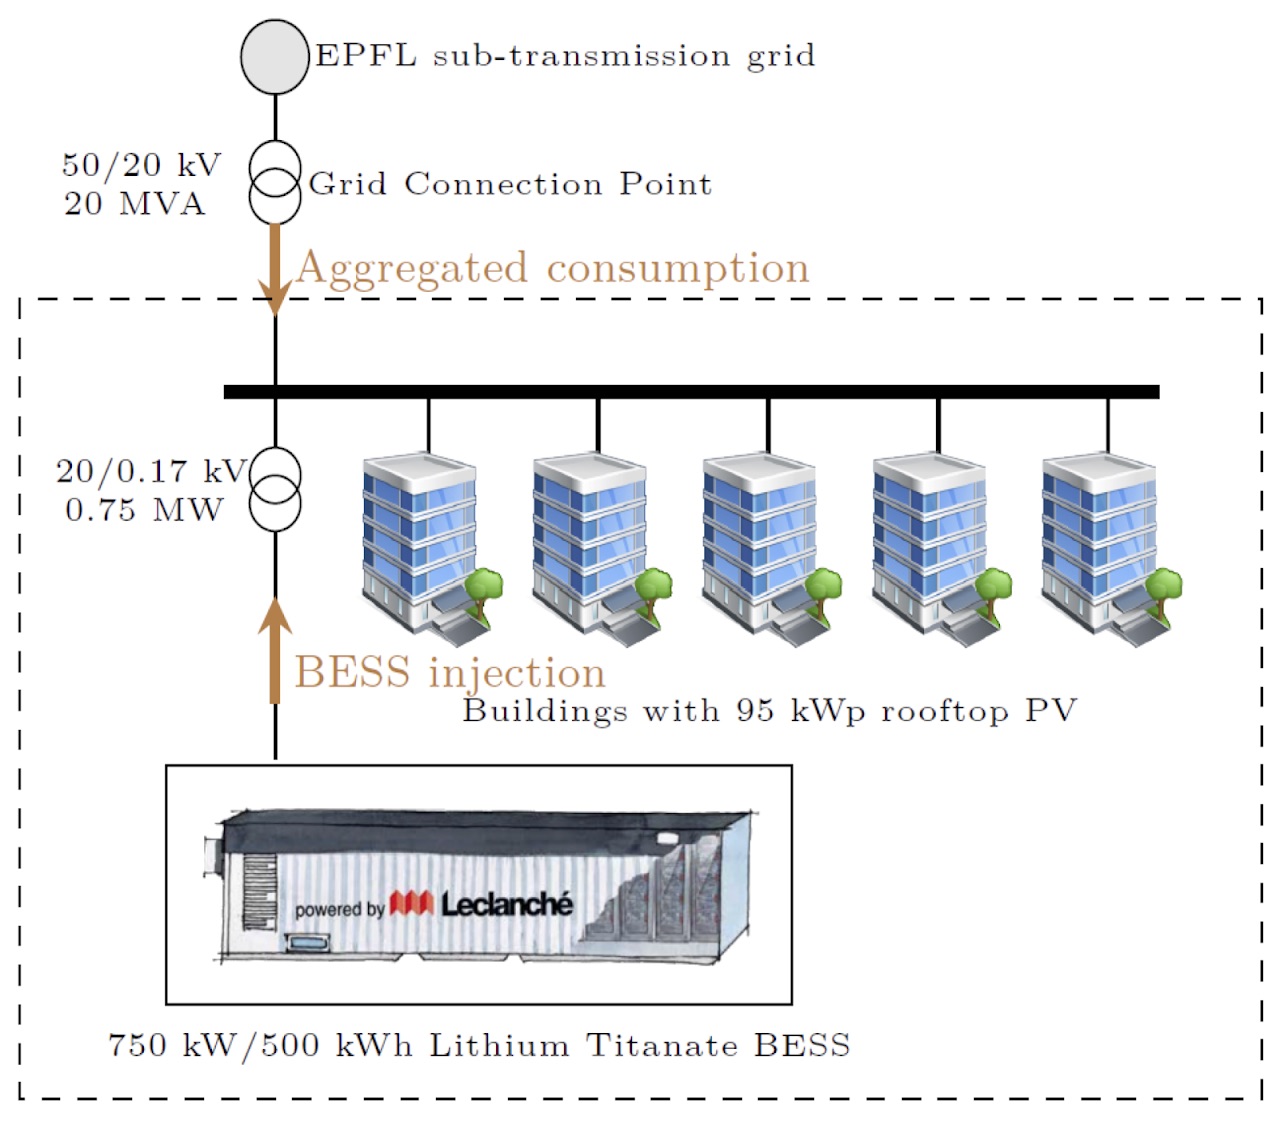 EPFL sub-transmission grid
50/20 kV
20 MVA
Grid Connection Point
Aggregated consumption
20/0.17 kV
0.75 MW
BESS injection
Buildings with 95 kWp rooftop PV
powered by Leclanché
750 kW/500 kWh Lithium Titanate BESS